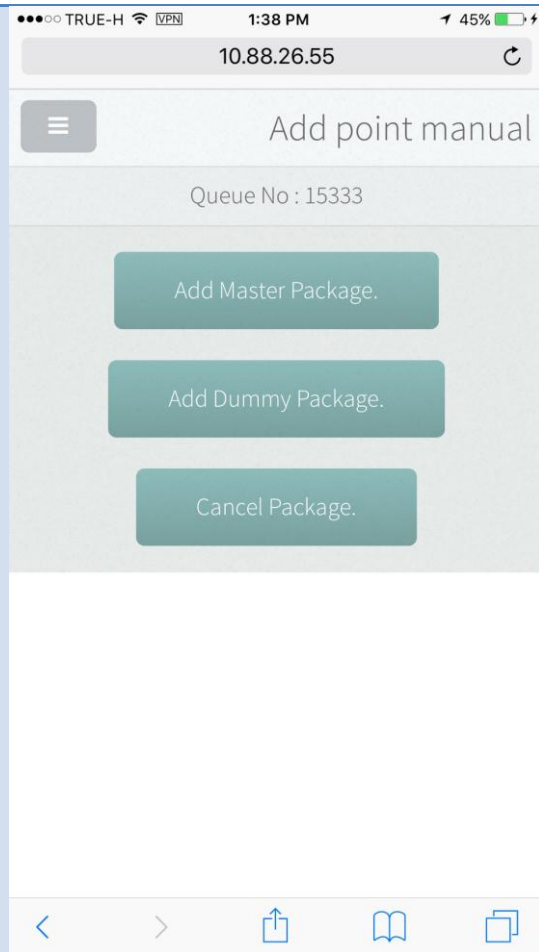 TRUE-H VPN 1:38 PM 45%
10.88.26.55
Add point manual
Queue No : 15333
Add Master Package.
Add Dummy Package.
Cancel Package.